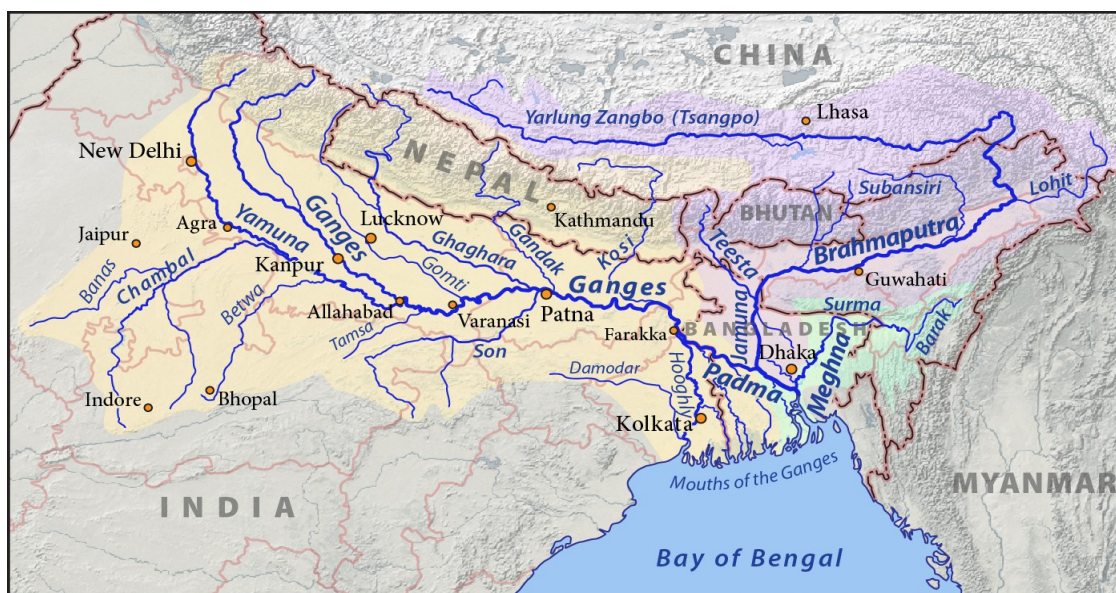 CHINA
Yarlung Zangbo (Tsangpo)
Lhasa
New Delhi
NEPAL
Subansiri
Lohit
BHUTAN
Kathmandu
Lucknow
Agra
Yamuna
Ganges
Jaipur
Ghaghara
Gandak
Kosi
Teesta
Brahmaputra
Banas
Chambal
Kanpur
Gomti
Guwahati
Betwa
Ganges
Allahabad
Varanasi
Patna
Surma
Farakka
BANGLADESH
Barak
Tamsa
Son
Jamuna
Dhaka
Meghna
Damodar
Hooghly
Padma
Indore
Bhopal
Kolkata
Mouths of the Ganges
MYANMAR
INDIA
Bay of Bengal